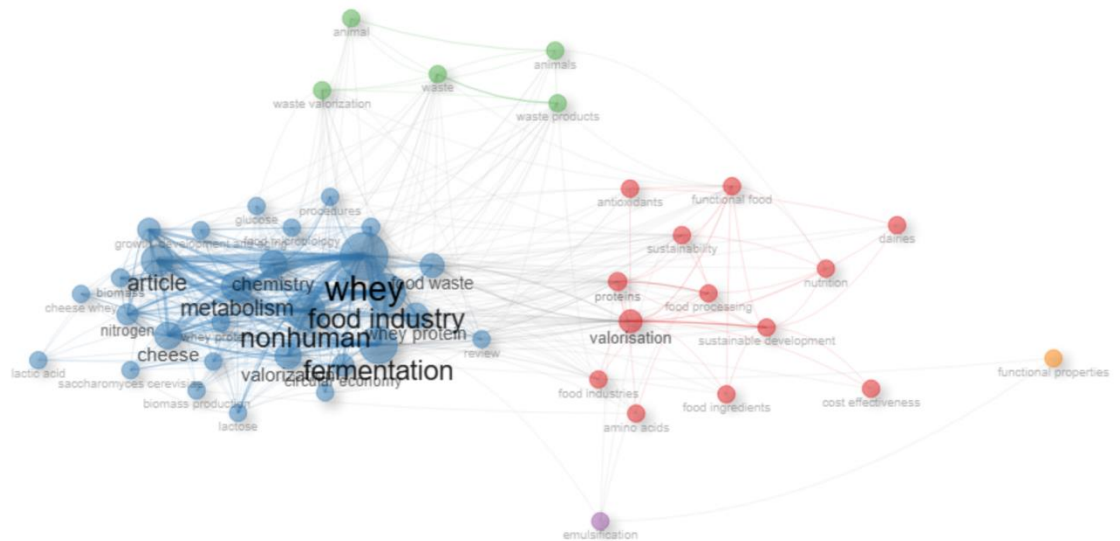 animal
animals
waste
waste valorization
waste products
antioxidants
functional food
procedures
glucose
dairies
sustainability
nutrition
chemistry
food waste
article
whey
biomass
cheese whey
proteins
food processing
metabolism
food industry
nitrogen
nonhuman
whey protein
valorisation
sustainable development
cheese
review
lactic acid
fermentation
functional properties
saccharomyces cerevisiae
circular economy
food industries
cost effectiveness
biomass production
food ingredients
lactose
amino acids
emulsification